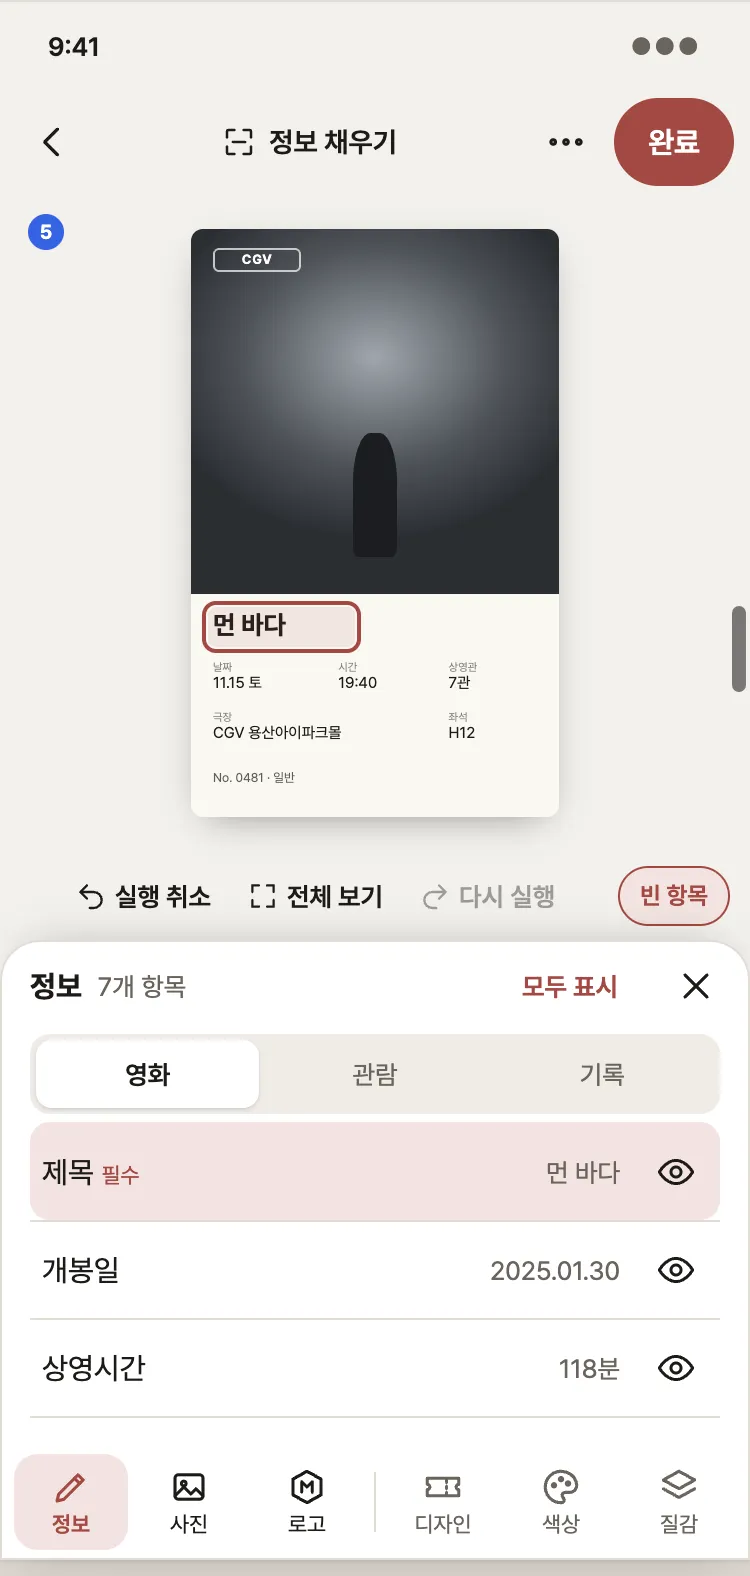 9:41
정보 채우기
완료
5
CGV
먼 바다
날짜 시간 상영관
11.15 토 19:40 7관
극장 좌석
CGV 용산아이파크몰 H12
No. 0481 · 일반
실행 취소 전체 보기 다시 실행 빈 항목
정보 7개 항목 모두 표시
영화 관람 기록
제목 필수 먼 바다
개봉일 2025.01.30
상영시간 118분
정보 사진 로고 디자인 색상 질감